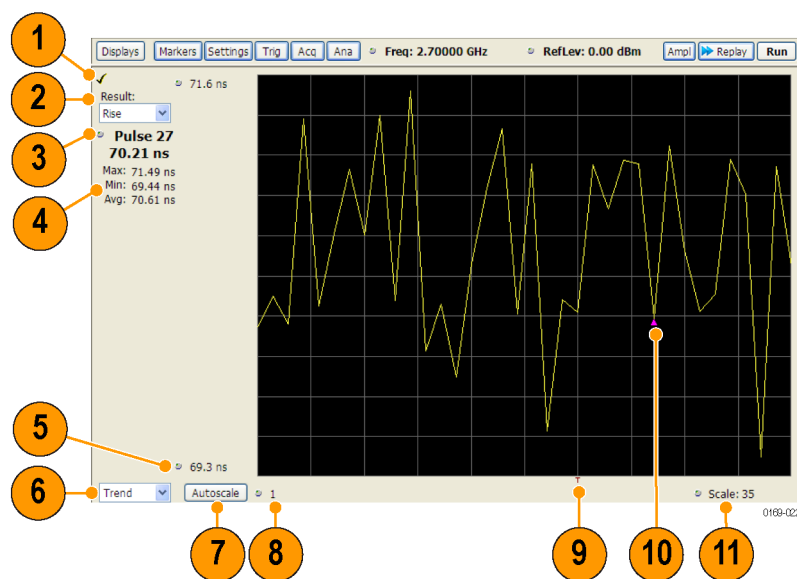 1
Displays Markers Settings Trig Acq Ana Freq: 2.70000 GHz RefLev: 0.00 dBm Ampl Replay Run
71.6 ns
2
Result:
Rise
3
Pulse 27
70.21 ns
4
Max: 71.49 ns
Min: 69.44 ns
Avg: 70.61 ns
5
69.3 ns
6
Trend Autoscale 1 T Scale: 35
0169-022
7 8 9 10 11